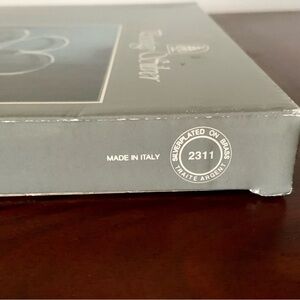 MADE IN ITALY
SILVERPLATED ON BRASS
2311
TRAITE ARGENT